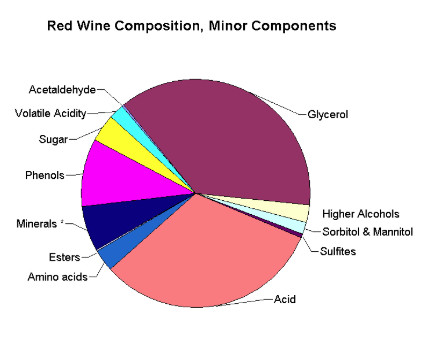 Red Wine Composition, Minor Components
Acetaldehyde
Volatile Acidity
Sugar
Phenols
Minerals ²
Esters
Amino acids
Glycerol
Higher Alcohols
Sorbitol & Mannitol
Sulfites
Acid